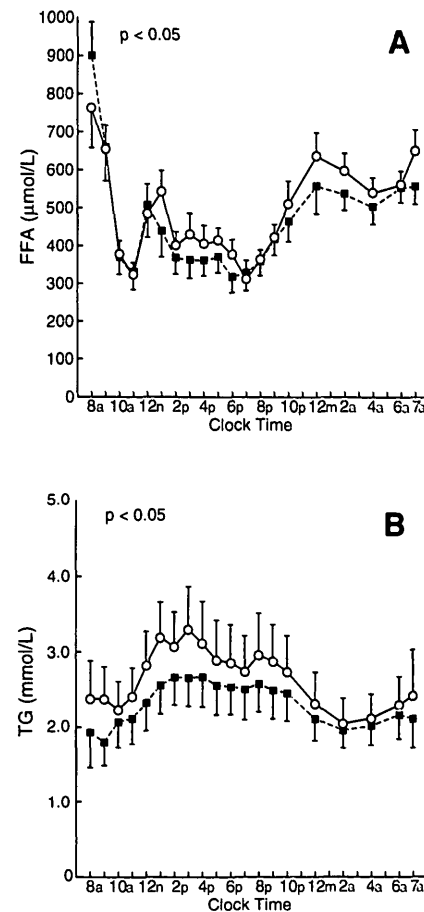 1000
p < 0.05
A
900
800
700
600
500
400
300
200
100
0
FFA (µmol/L)
8a 10a 12n 2p 4p 6p 8p 10p 12m 2a 4a 6a 7a
Clock Time
5.0
p < 0.05
B
4.0
3.0
2.0
1.0
0
TG (mmol/L)
8a 10a 12n 2p 4p 6p 8p 10p 12m 2a 4a 6a 7a
Clock Time